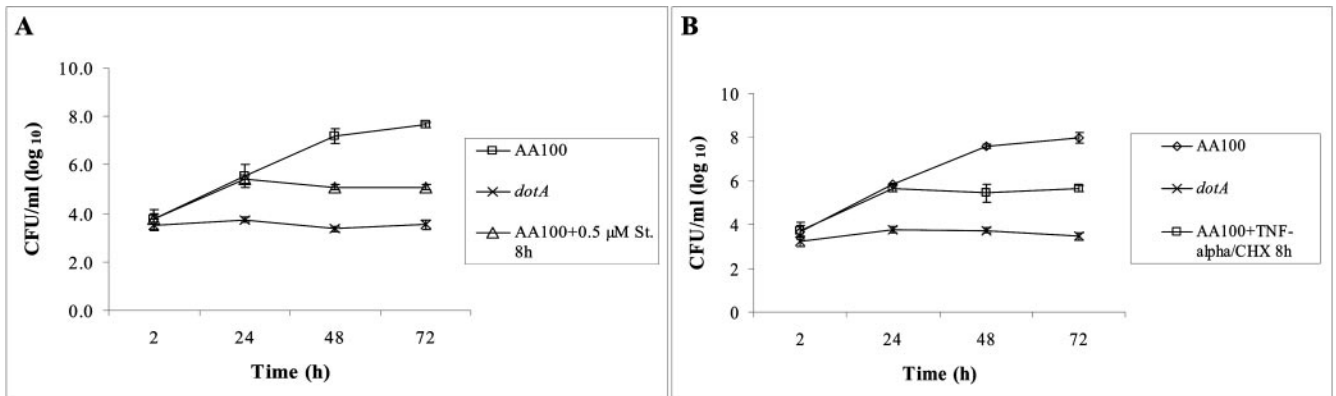 A
CFU/ml (log 10)
10.0
8.0
6.0
4.0
2.0
0.0
2 24 48 72
Time (h)
AA100
dotA
AA100+0.5 μM St.
8h
B
CFU/ml (log 10)
10
8
6
4
2
0
2 24 48 72
Time (h)
AA100
dotA
AA100+TNF-
alpha/CHX 8h